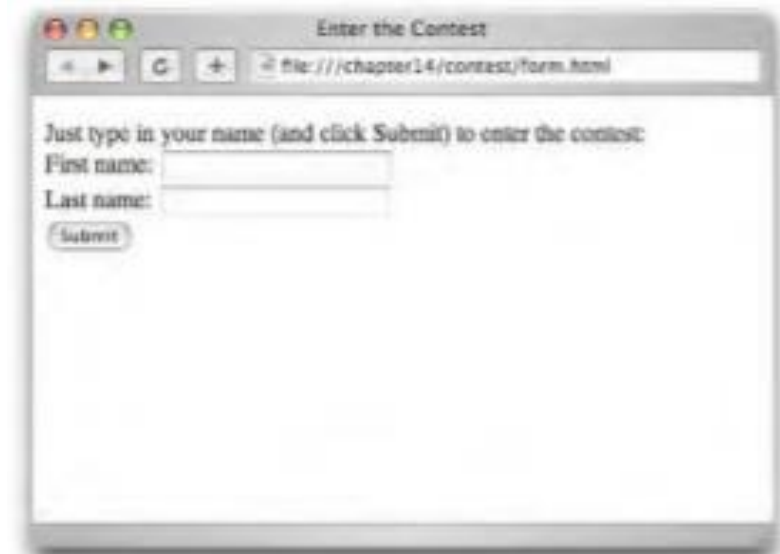 Enter the Contest
file:///chapter14/contest/form.html
Just type in your name (and click Submit) to enter the contest:
First name:
Last name:
Submit